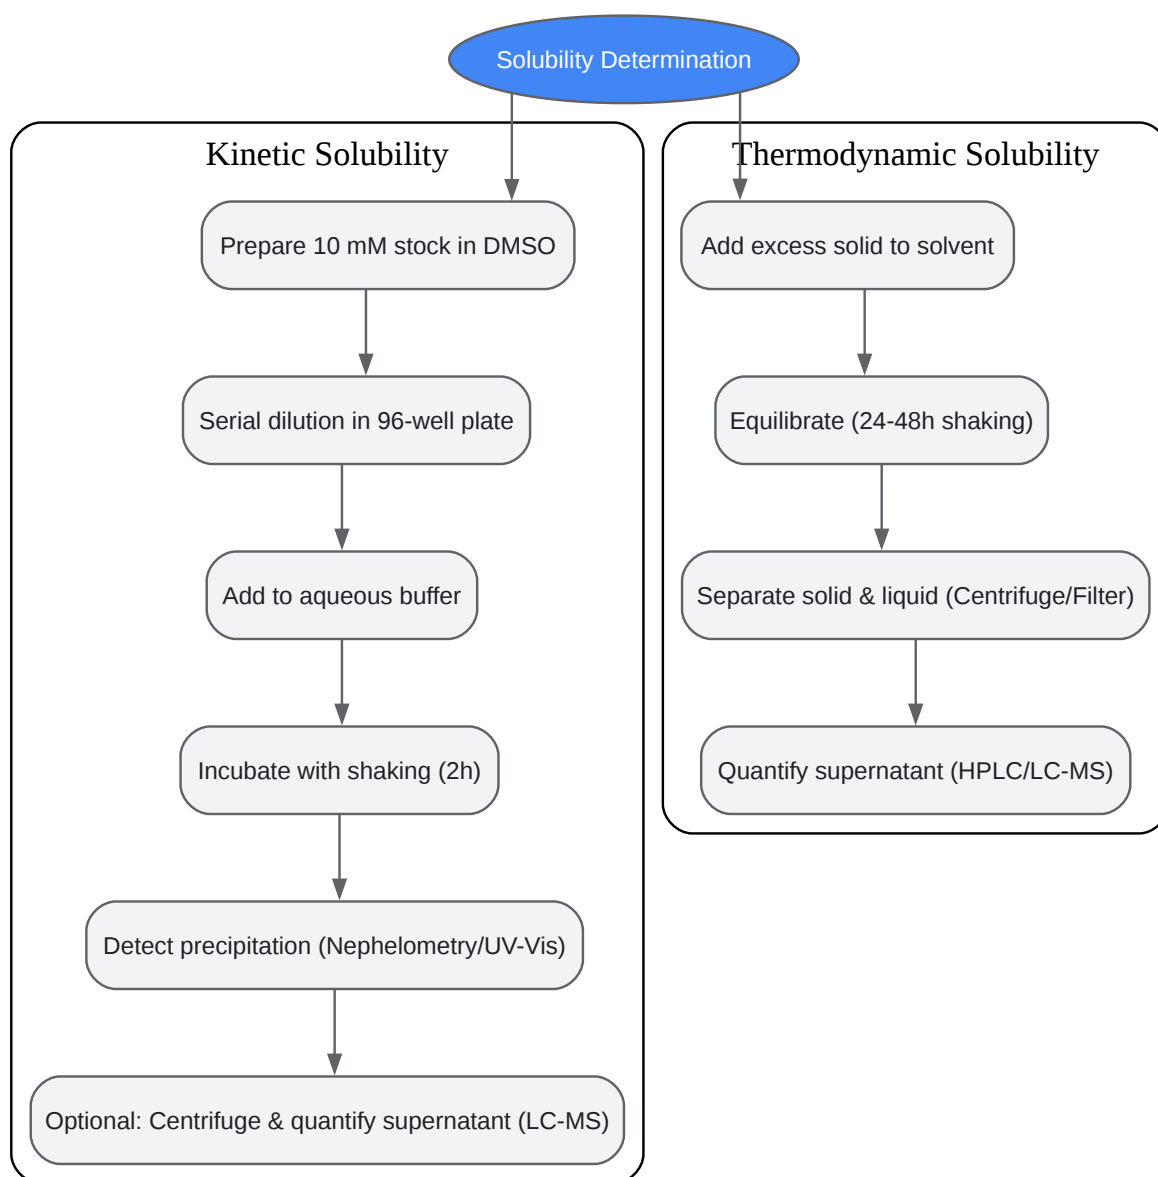 Solubility Determination
Kinetic Solubility
Prepare 10 mM stock in DMSO
Serial dilution in 96-well plate
Add to aqueous buffer
Incubate with shaking (2h)
Detect precipitation (Nephelometry/UV-Vis)
Optional: Centrifuge & quantify supernatant (LC-MS)
Thermodynamic Solubility
Add excess solid to solvent
Equilibrate (24-48h shaking)
Separate solid & liquid (Centrifuge/Filter)
Quantify supernatant (HPLC/LC-MS)